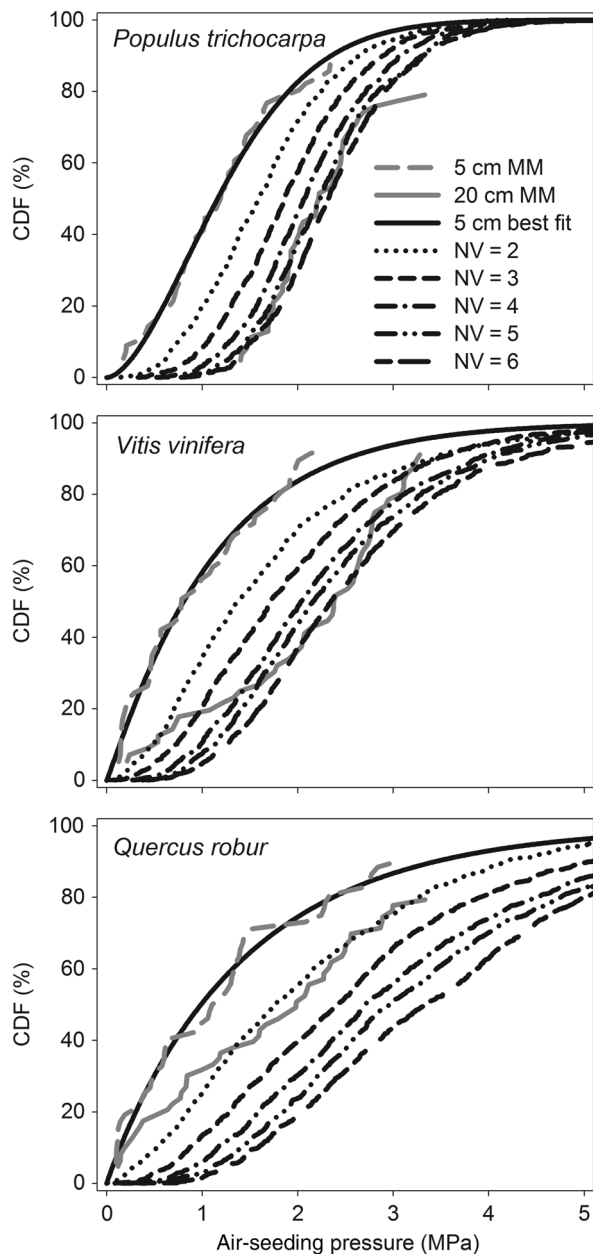 100
80
60
40
20
0
CDF (%)
Populus trichocarpa
5 cm MM
20 cm MM
5 cm best fit
NV = 2
NV = 3
NV = 4
NV = 5
NV = 6
100
80
60
40
20
0
CDF (%)
Vitis vinifera
100
80
60
40
20
0
CDF (%)
Quercus robur
0 1 2 3 4 5
Air-seeding pressure (MPa)